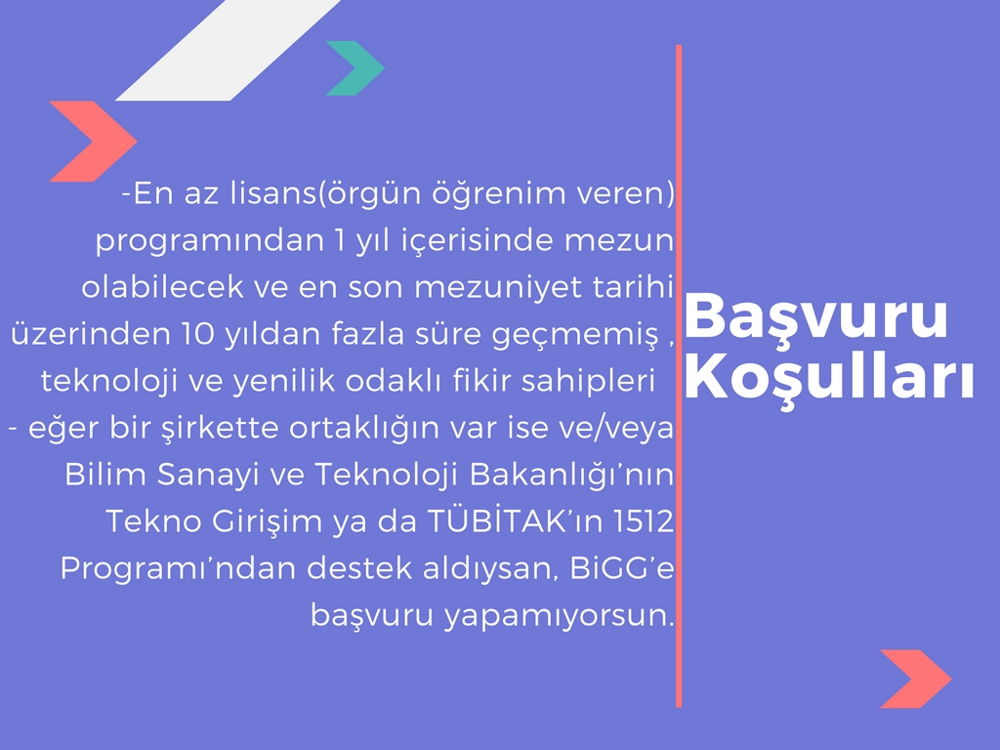 -En az lisans(örgün öğrenim veren)
programından 1 yıl içerisinde mezun
olabilecek ve en son mezuniyet tarihi
üzerinden 10 yıldan fazla süre geçmemiş ,
teknoloji ve yenilik odaklı fikir sahipleri
- eğer bir şirkette ortaklığın var ise ve/veya
Bilim Sanayi ve Teknoloji Bakanlığı’nın
Tekno Girişim ya da TÜBİTAK’ın 1512
Programı’ndan destek aldıysan, BiGG’e
başvuru yapamıyorsun.
Başvuru
Koşulları